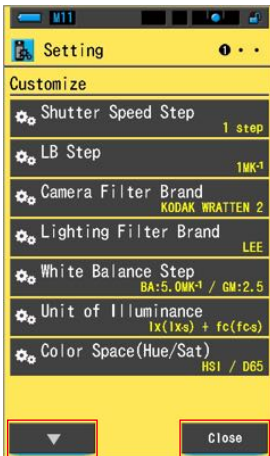 M11
Setting
❶ · ·
Customize
Shutter Speed Step
1 step
LB Step
1MK-1
Camera Filter Brand
KODAK WRATTEN 2
Lighting Filter Brand
LEE
White Balance Step
BA:5.0MK-1 / GM:2.5
Unit of Illuminance
lx(lx·s) + fc(fc·s)
Color Space(Hue/Sat)
HSI / D65
▼
Close